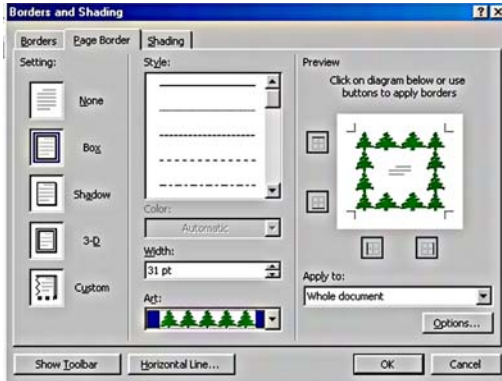 Borders and Shading
Borders
Page Border
Shading
Setting:
None
Box
Shadow
3-D
Custom
Style:
Color:
Automatic
Width:
31 pt
Art:
Preview
Click on diagram below or use
buttons to apply borders
Apply to:
Whole document
Options...
Show Toolbar
Horizontal Line...
OK
Cancel